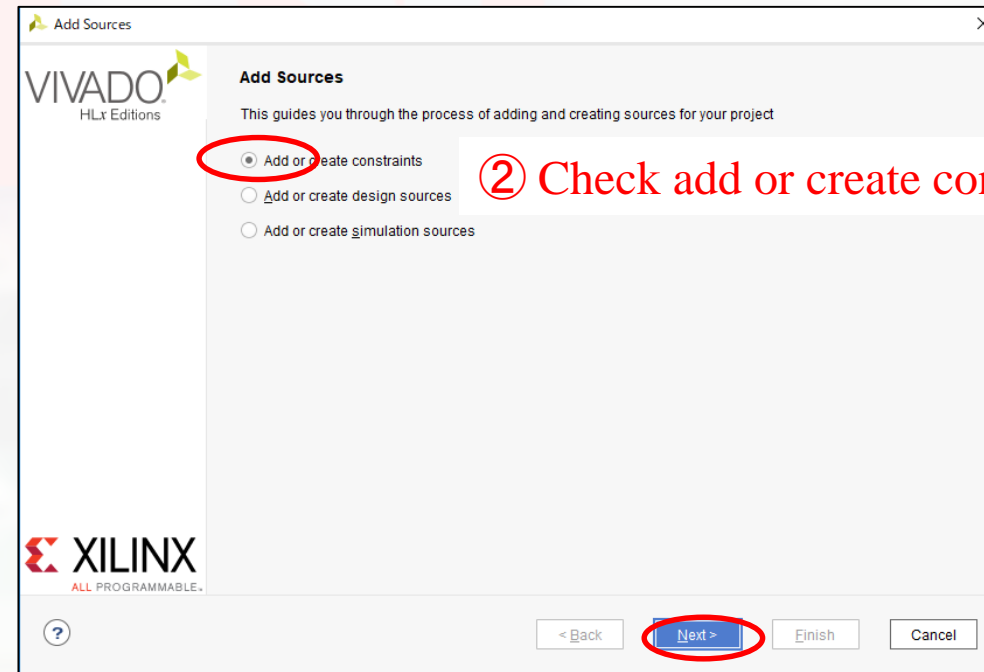 Add Sources
VIVADO.
HLx Editions
Add Sources
This guides you through the process of adding and creating sources for your project
Add or create constraints
② Check add or create con
Add or create design sources
Add or create simulation sources
XILINX
ALL PROGRAMMABLE.
?
< Back
Next >
Finish
Cancel